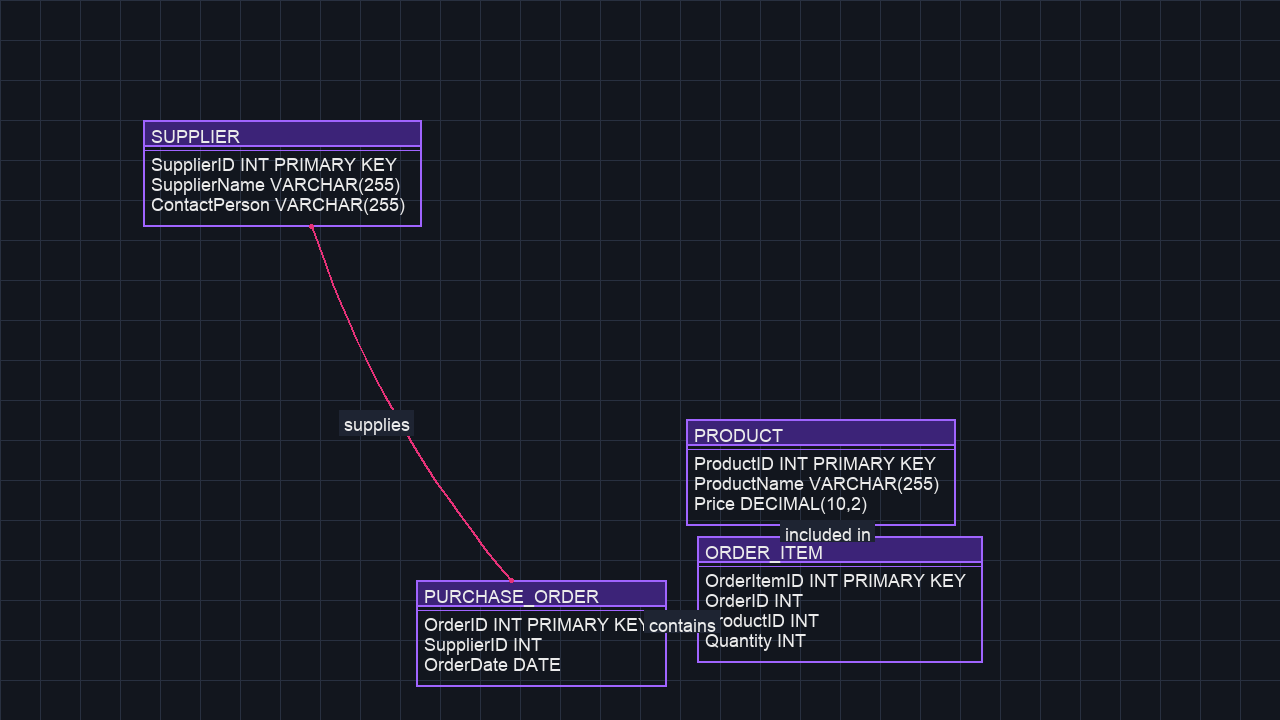 SUPPLIER
SupplierID INT PRIMARY KEY
SupplierName VARCHAR(255)
ContactPerson VARCHAR(255)
supplies
PRODUCT
ProductID INT PRIMARY KEY
ProductName VARCHAR(255)
Price DECIMAL(10,2)
included in
ORDER_ITEM
OrderItemID INT PRIMARY KEY
OrderID INT
ProductID INT
Quantity INT
PURCHASE_ORDER
OrderID INT PRIMARY KEY
SupplierID INT
OrderDate DATE
contains